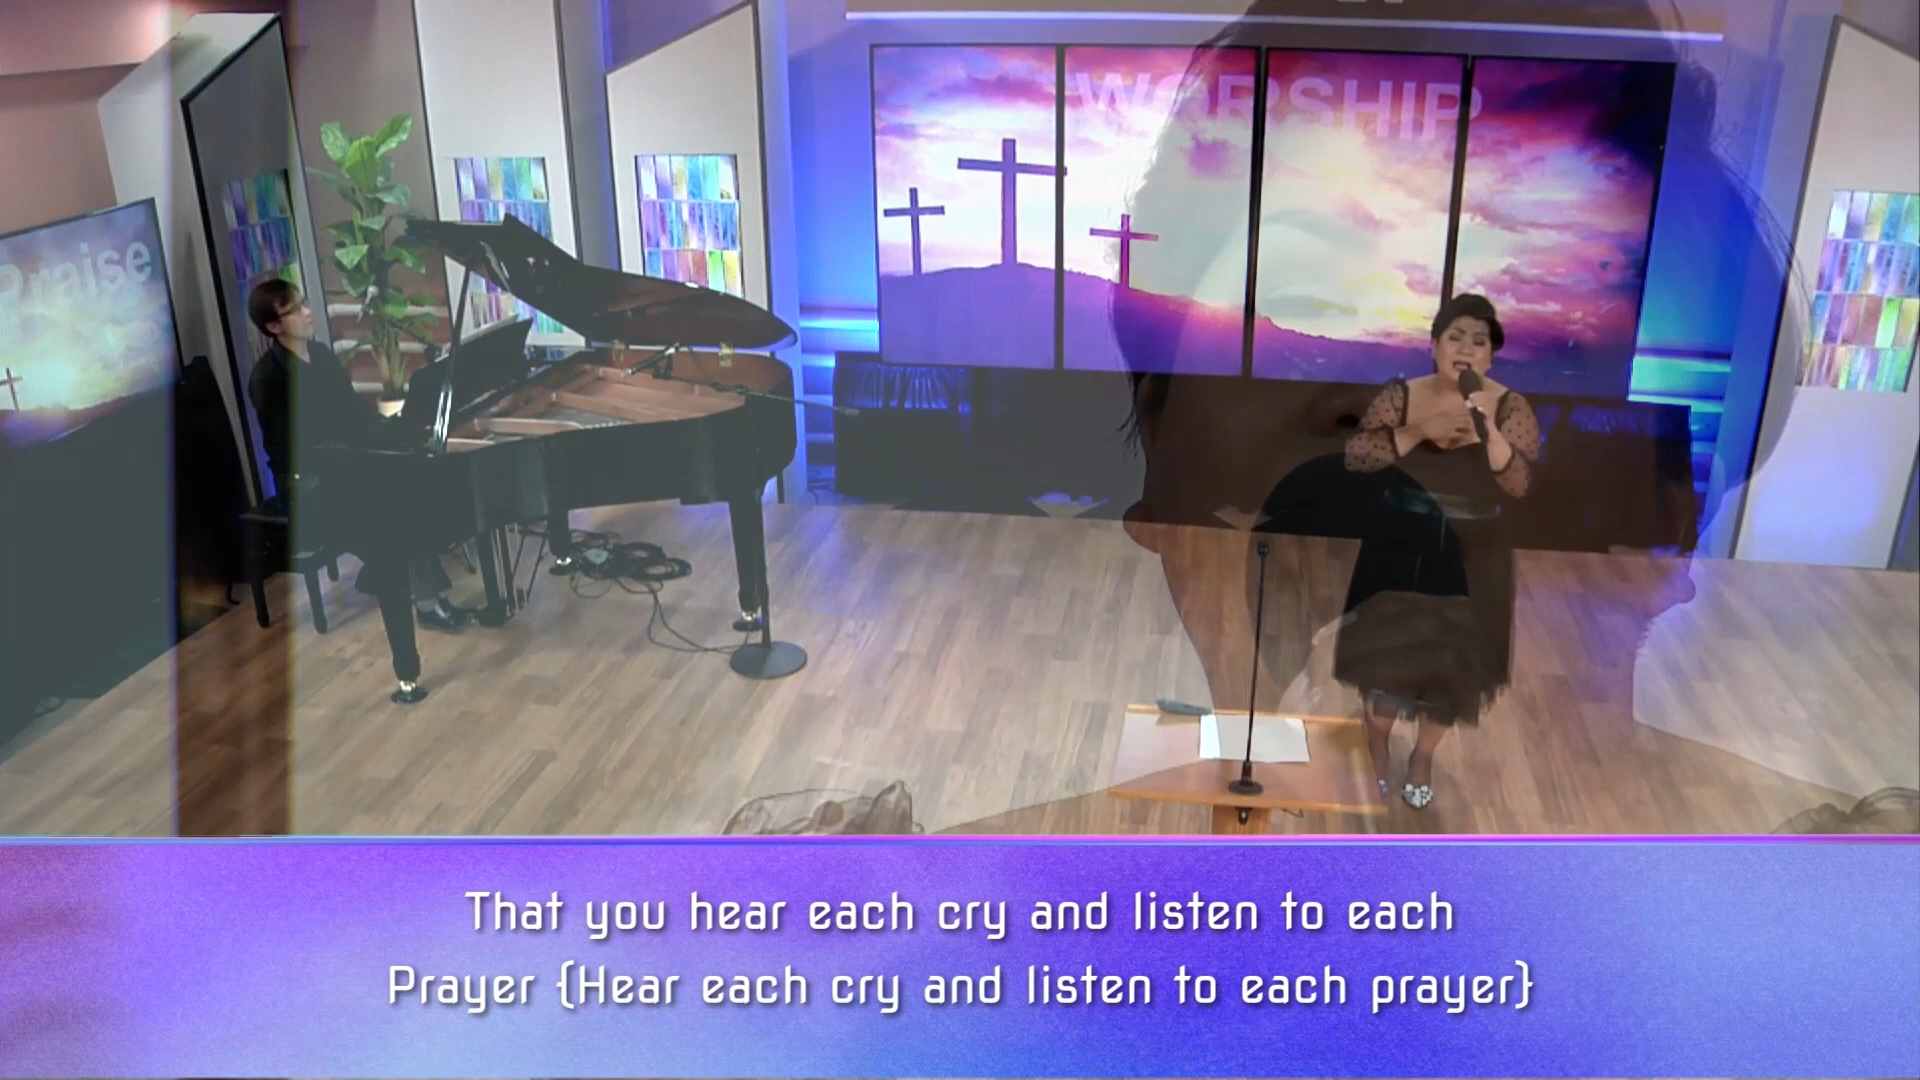 WORSHIP
Praise
That you hear each cry and listen to each
Prayer {Hear each cry and listen to each prayer}